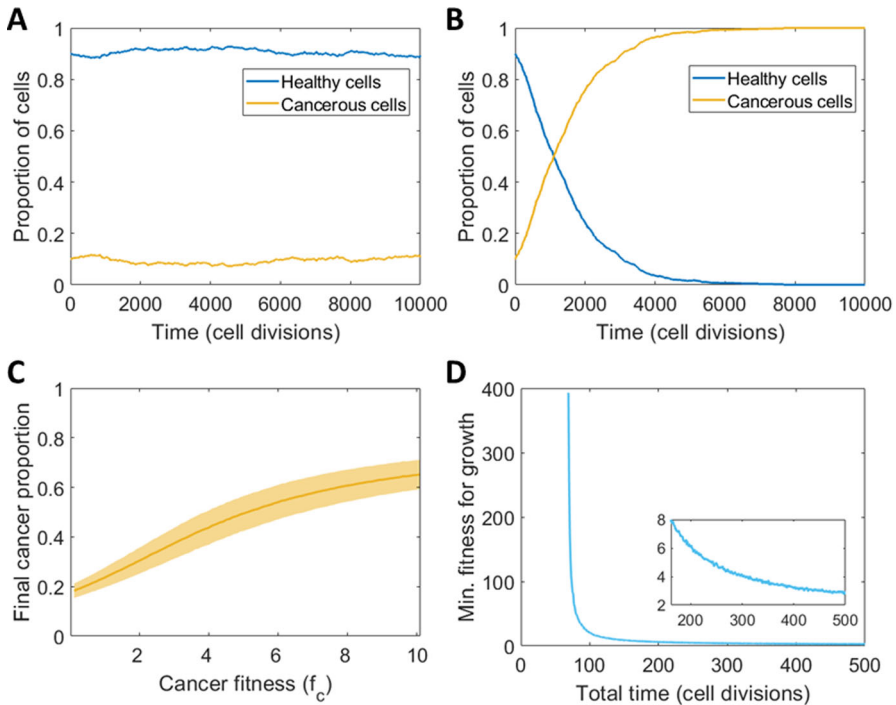 A
Proportion of cells
1
0.8
0.6
0.4
0.2
0
Healthy cells
Cancerous cells
0 2000 4000 6000 8000 10000
Time (cell divisions)
B
Proportion of cells
1
0.8
0.6
0.4
0.2
0
Healthy cells
Cancerous cells
0 2000 4000 6000 8000 10000
Time (cell divisions)
C
Final cancer proportion
1
0.8
0.6
0.4
0.2
0
2 4 6 8 10
Cancer fitness (f_c)
D
Min. fitness for growth
400
300
200
100
0
8
6
4
2
200 300 400 500
0 100 200 300 400 500
Total time (cell divisions)